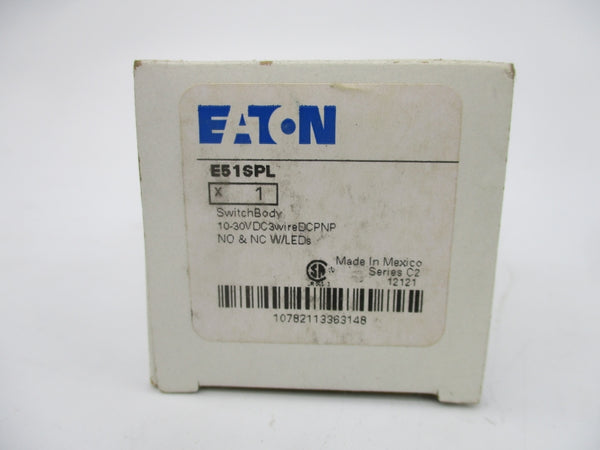 EATON
E51SPL
X 1
SwitchBody
10-30VDC3wireDCPNP
NO & NC W/LEDs
Made In Mexico
Series C2
12121
10782113363148